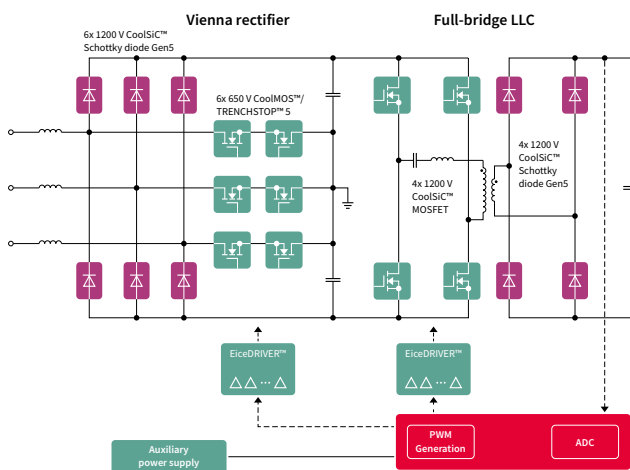 Vienna rectifier
Full-bridge LLC
6x 1200 V CoolSiC™
Schottky diode Gen5
6x 650 V CoolMOS™/
TRENCHSTOP™ 5
4x 1200 V
CoolSiC™
Schottky
diode Gen5
4x 1200 V
CoolSiC™
MOSFET
EiceDRIVER™
...
EiceDRIVER™
...
PWM
Generation
ADC
Auxiliary
power supply